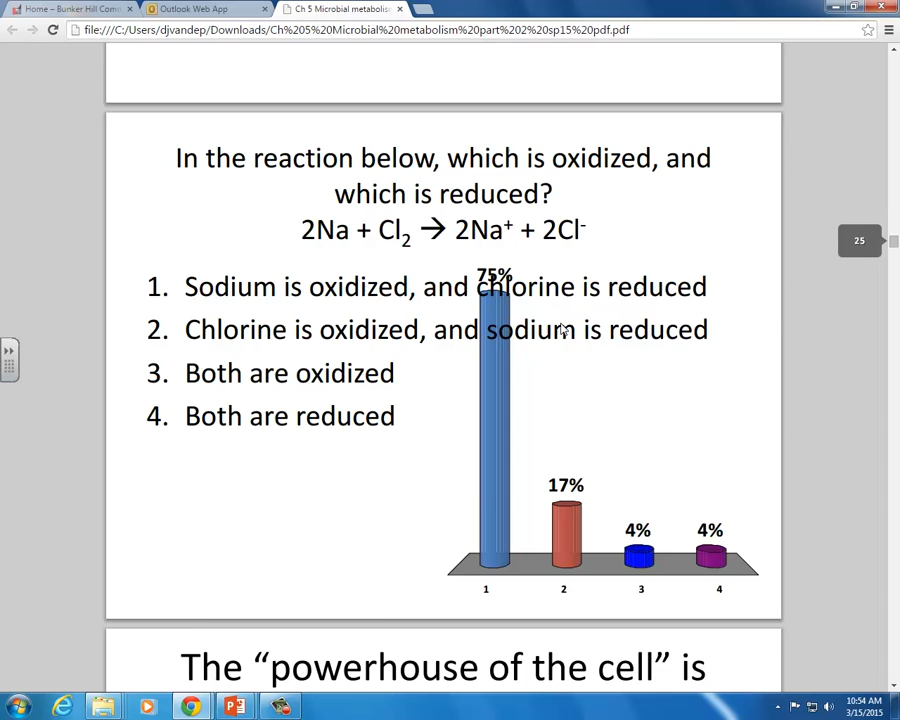 Home – Bunker Hill Comm
Outlook Web App
Ch 5 Microbial metabolism
file:///C:/Users/djvandep/Downloads/Ch%205%20Microbial%20metabolism%20part%202%20sp15%20pdf.pdf
In the reaction below, which is oxidized, and
which is reduced?
2Na + Cl₂ → 2Na⁺ + 2Cl⁻
25
75%
1. Sodium is oxidized, and chlorine is reduced
2. Chlorine is oxidized, and sodium is reduced
3. Both are oxidized
4. Both are reduced
17%
4% 4%
1 2 3 4
The “powerhouse of the cell” is
10:54 AM
3/15/2015